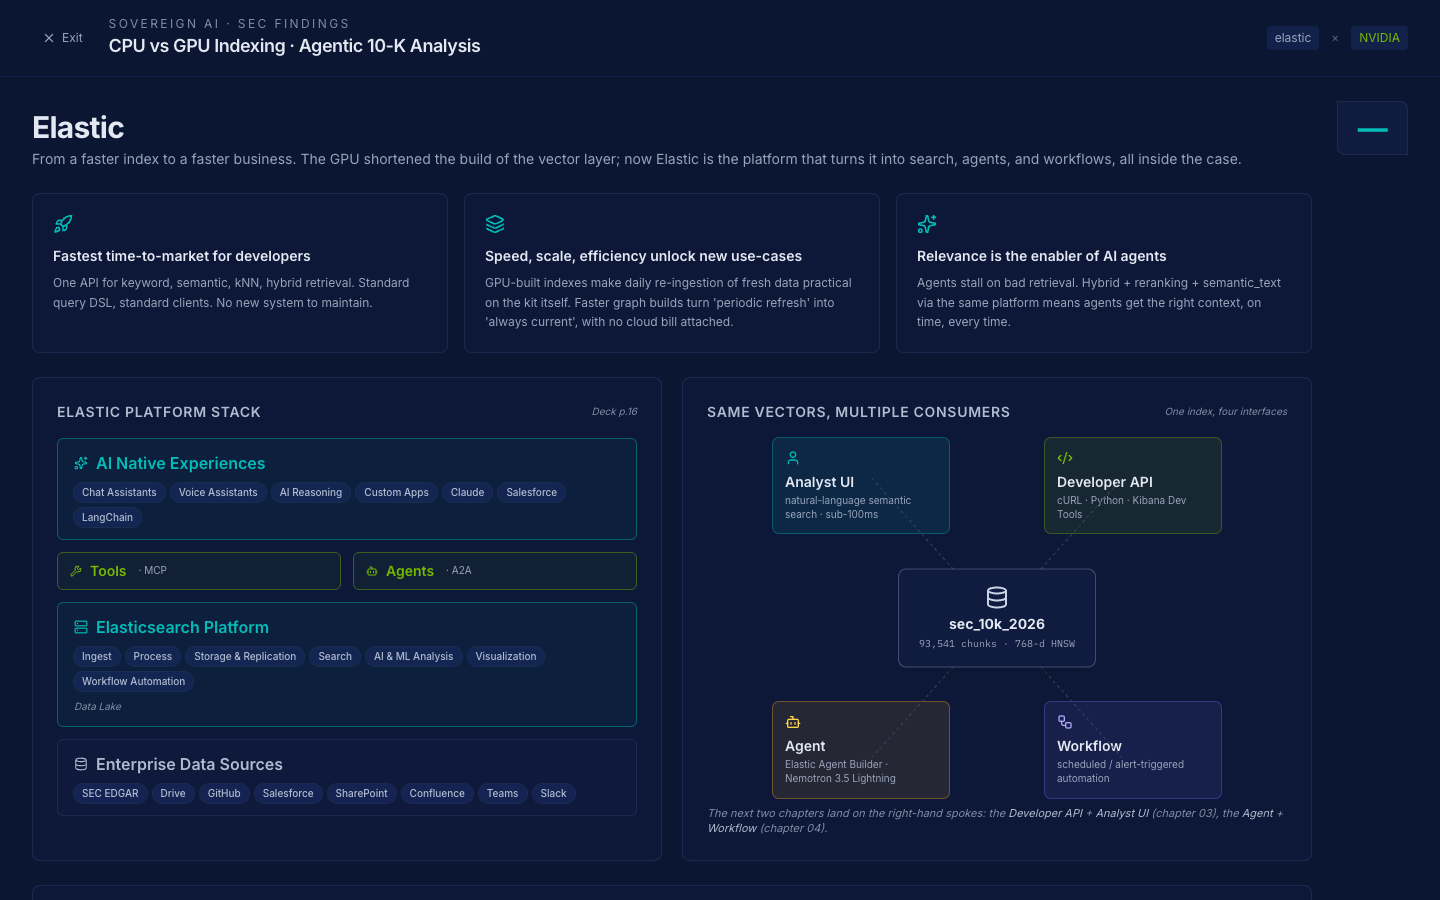 Exit
SOVEREIGN AI · SEC FINDINGS
CPU vs GPU Indexing · Agentic 10-K Analysis
elastic × NVIDIA
Elastic
From a faster index to a faster business. The GPU shortened the build of the vector layer; now Elastic is the platform that turns it into search, agents, and workflows, all inside the case.
Fastest time-to-market for developers
One API for keyword, semantic, kNN, hybrid retrieval. Standard
query DSL, standard clients. No new system to maintain.
Speed, scale, efficiency unlock new use-cases
GPU-built indexes make daily re-ingestion of fresh data practical
on the kit itself. Faster graph builds turn 'periodic refresh' into
'always current', with no cloud bill attached.
Relevance is the enabler of AI agents
Agents stall on bad retrieval. Hybrid + reranking + semantic_text
via the same platform means agents get the right context, on
time, every time.
ELASTIC PLATFORM STACK
Deck p.16
AI Native Experiences
Chat Assistants Voice Assistants AI Reasoning Custom Apps Claude Salesforce
LangChain
Tools · MCP
Agents · A2A
Elasticsearch Platform
Ingest Process Storage & Replication Search AI & ML Analysis Visualization
Workflow Automation
Data Lake
Enterprise Data Sources
SEC EDGAR Drive GitHub Salesforce SharePoint Confluence Teams Slack
SAME VECTORS, MULTIPLE CONSUMERS
One index, four interfaces
Analyst UI
natural-language semantic
search · sub-100ms
Developer API
cURL · Python · Kibana Dev
Tools
sec_10k_2026
93,541 chunks · 768-d HNSW
Agent
Elastic Agent Builder ·
Nemotron 3.5 Lightning
Workflow
scheduled / alert-triggered
automation
The next two chapters land on the right-hand spokes: the Developer API + Analyst UI (chapter 03), the Agent +
Workflow (chapter 04).